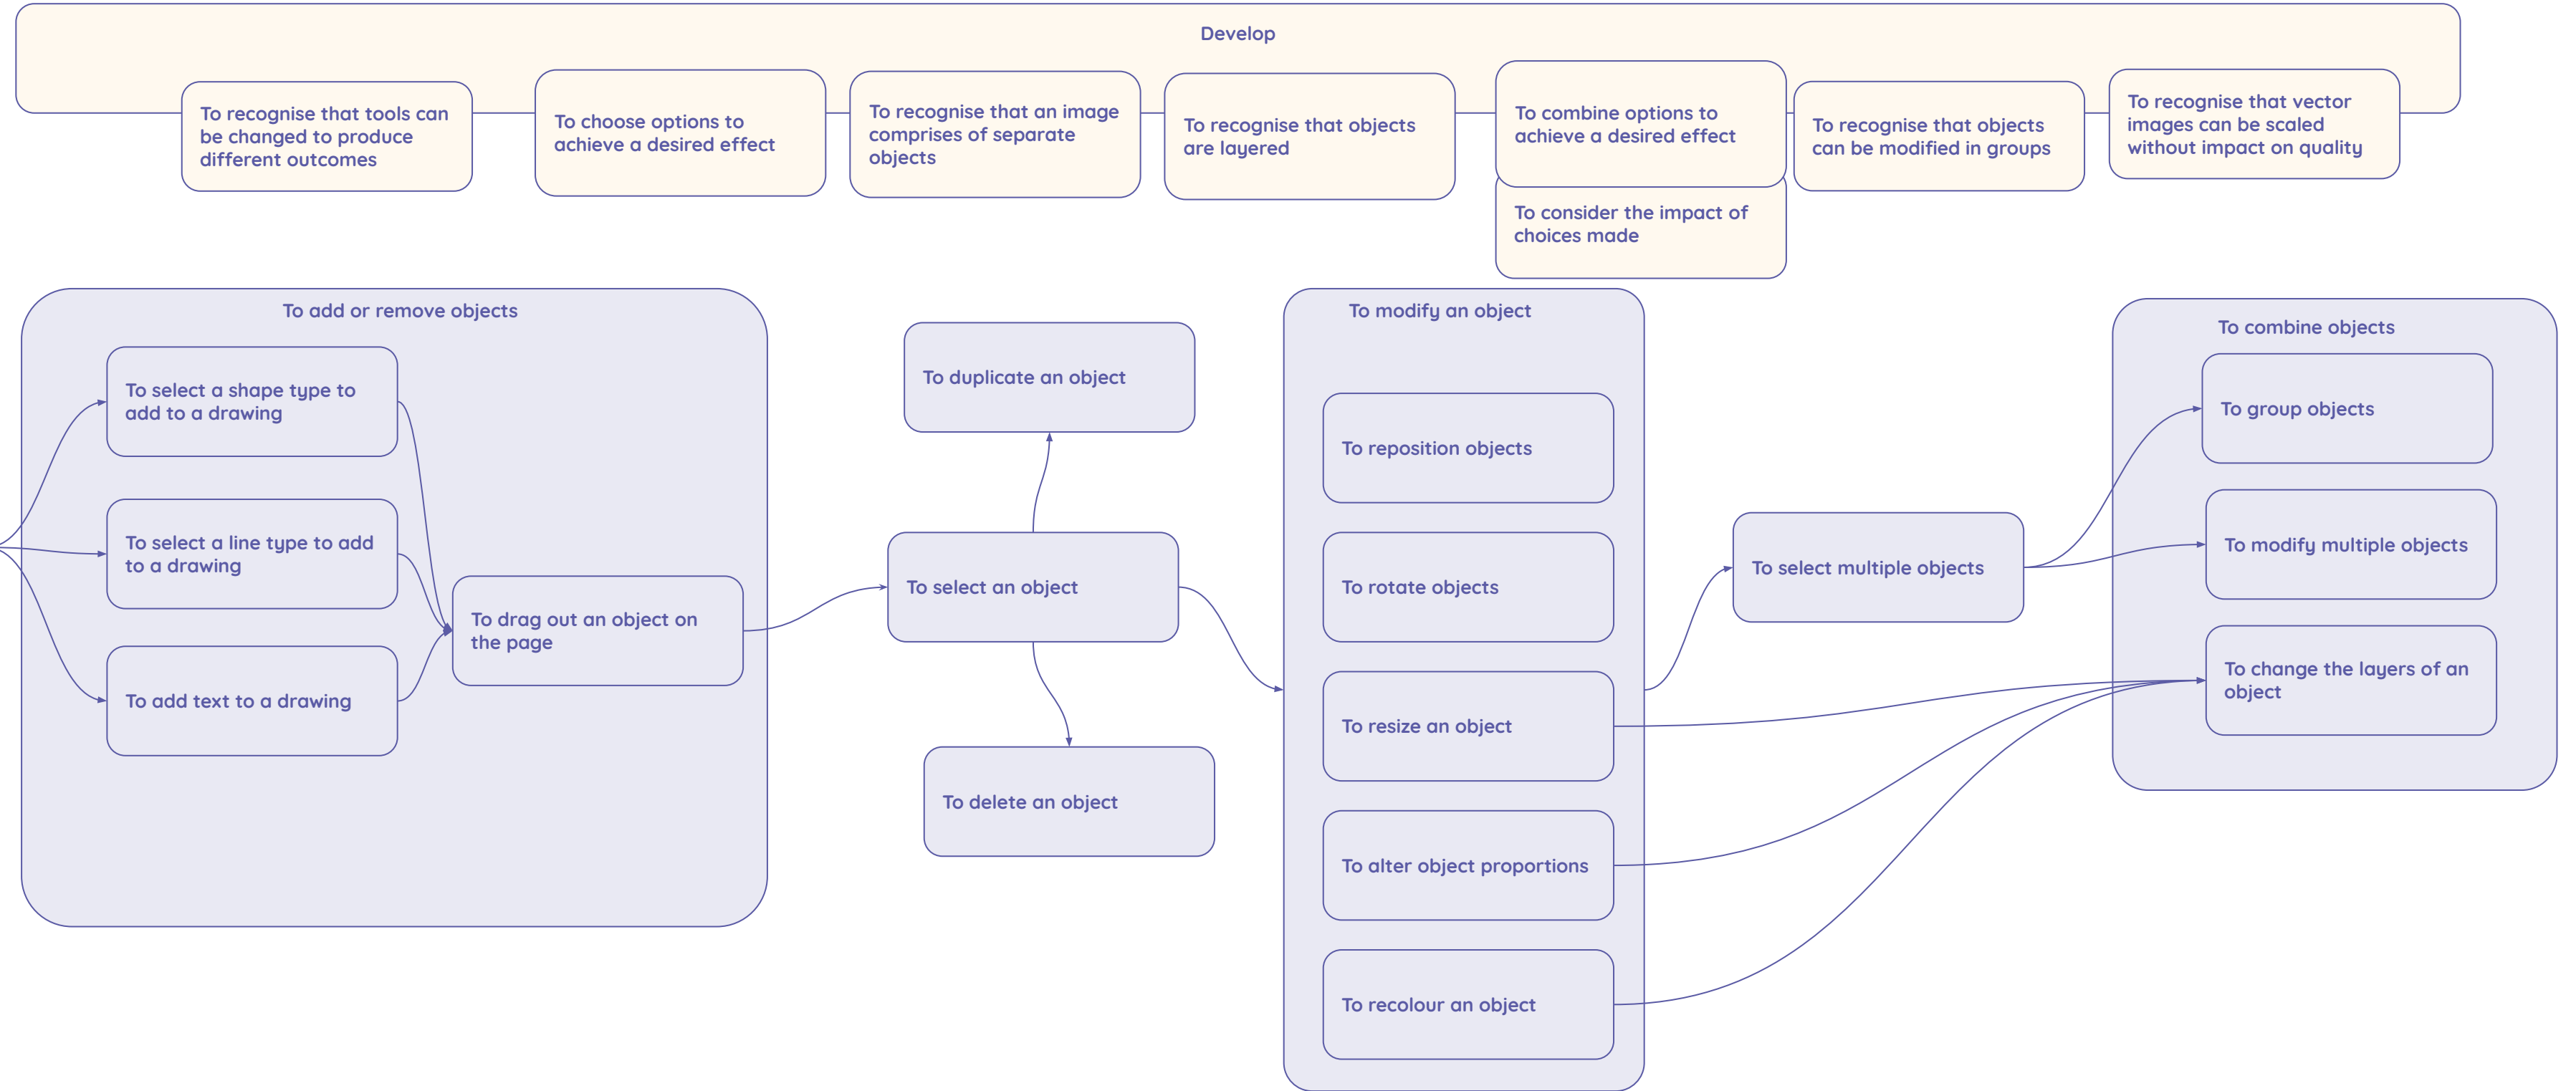 Develop
To recognise that tools can
be changed to produce
different outcomes
To choose options to
achieve a desired effect
To recognise that an image
comprises of separate
objects
To recognise that objects
are layered
To combine options to
achieve a desired effect
To consider the impact of
choices made
To recognise that objects
can be modified in groups
To recognise that vector
images can be scaled
without impact on quality
To add or remove objects
To select a shape type to
add to a drawing
To select a line type to add
to a drawing
To add text to a drawing
To drag out an object on
the page
To duplicate an object
To select an object
To delete an object
To modify an object
To reposition objects
To rotate objects
To resize an object
To alter object proportions
To recolour an object
To select multiple objects
To combine objects
To group objects
To modify multiple objects
To change the layers of an
object